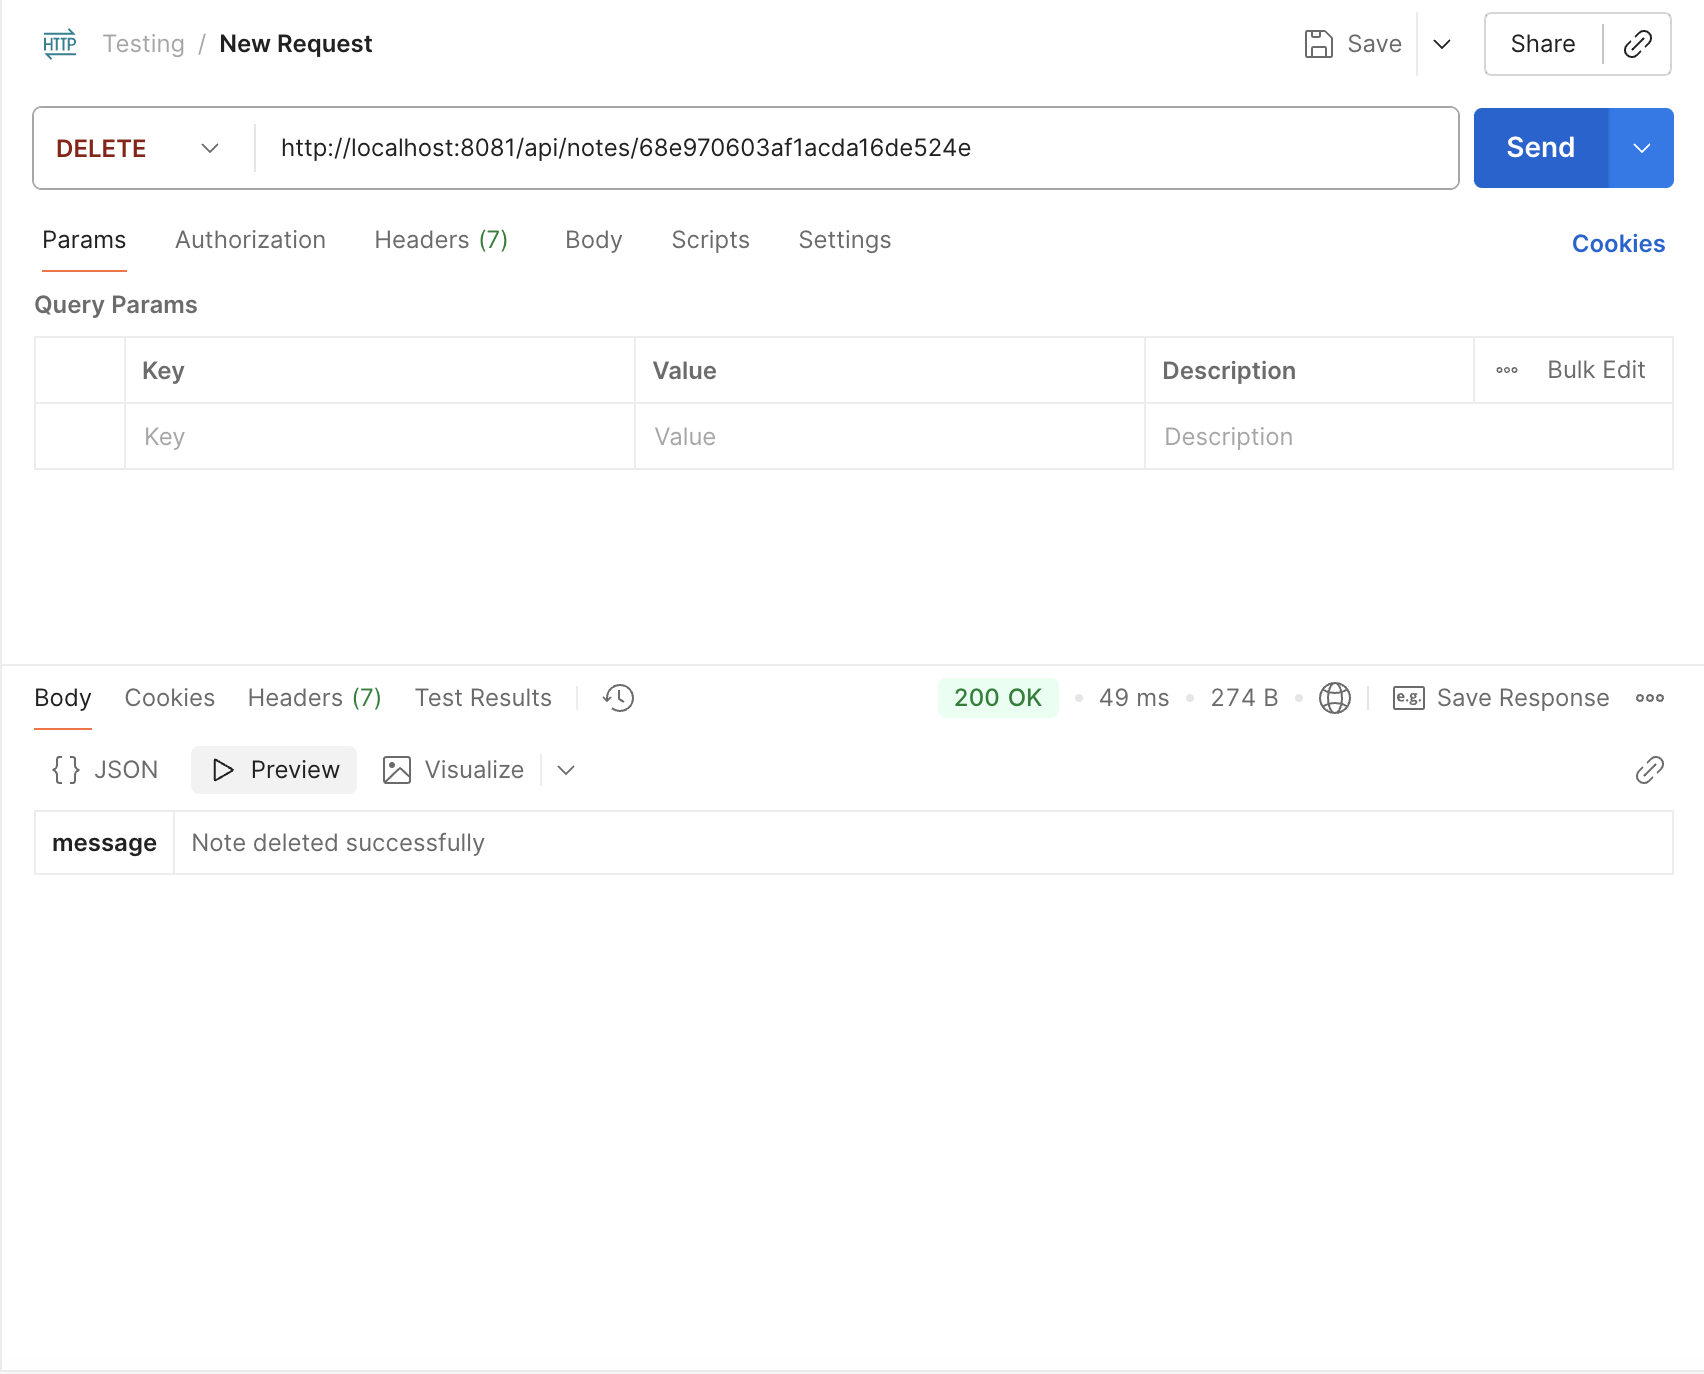 HTTP Testing / New Request Save Share
DELETE http://localhost:8081/api/notes/68e970603af1acda16de524e Send
Params Authorization Headers (7) Body Scripts Settings Cookies
Query Params
Key Value Description Bulk Edit
Key Value Description
Body Cookies Headers (7) Test Results 200 OK 49 ms 274 B e.g. Save Response
{} JSON Preview Visualize
message Note deleted successfully